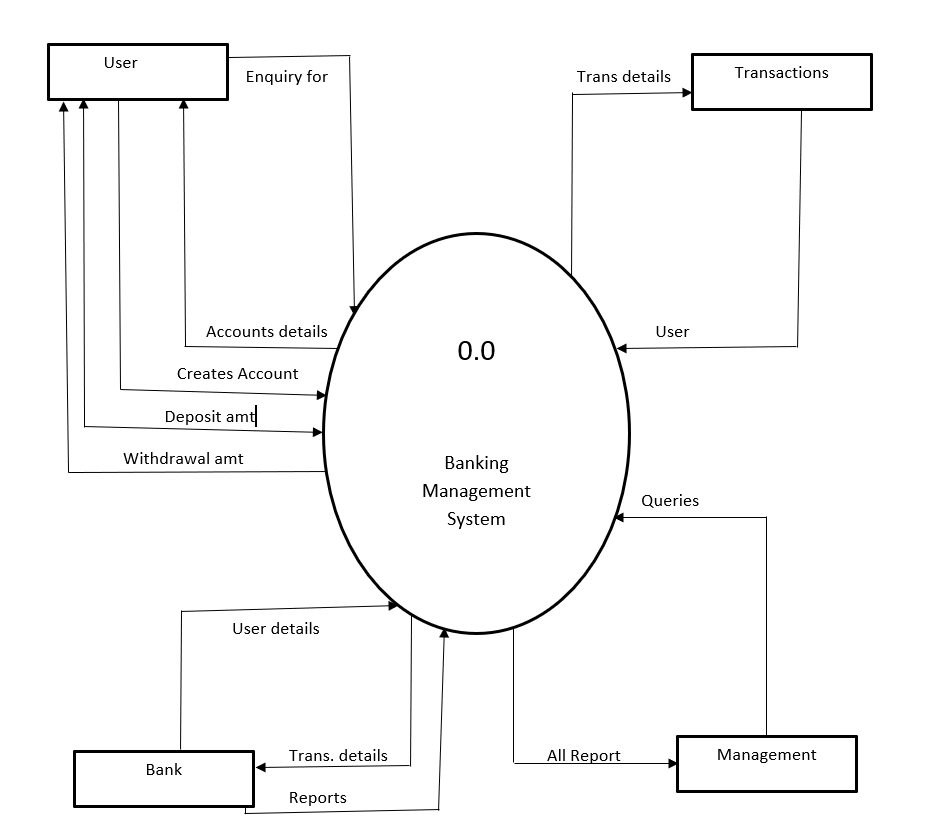 User
Enquiry for
Trans details
Transactions
Accounts details
User
0.0
Creates Account
Deposit amt
Withdrawal amt
Banking
Management
System
Queries
User details
Trans. details
All Report
Management
Bank
Reports